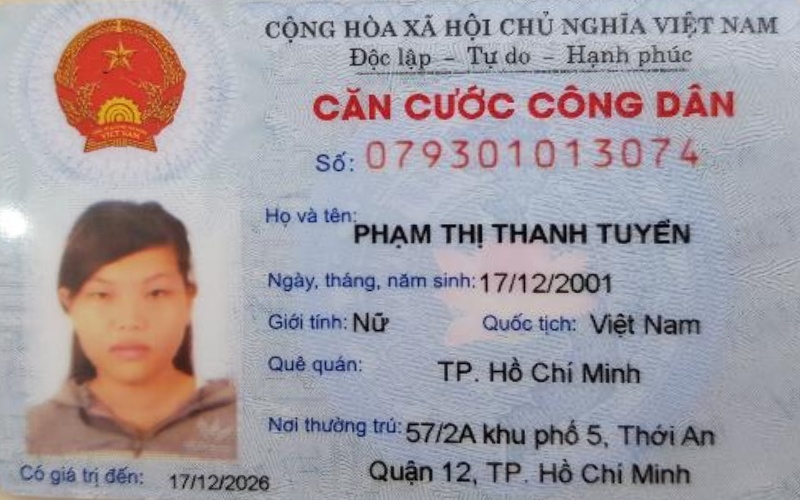 CỘNG HÒA XÃ HỘI CHỦ NGHĨA VIỆT NAM
Độc lập - Tự do - Hạnh phúc
CĂN CƯỚC CÔNG DÂN
Số: 079301013074
Họ và tên: PHẠM THỊ THANH TUYỀN
Ngày, tháng, năm sinh: 17/12/2001
Giới tính: Nữ Quốc tịch: Việt Nam
Quê quán: TP. Hồ Chí Minh
Nơi thường trú: 57/2A khu phố 5, Thới An
Quận 12, TP. Hồ Chí Minh
Có giá trị đến: 17/12/2026
VIỆT NAM